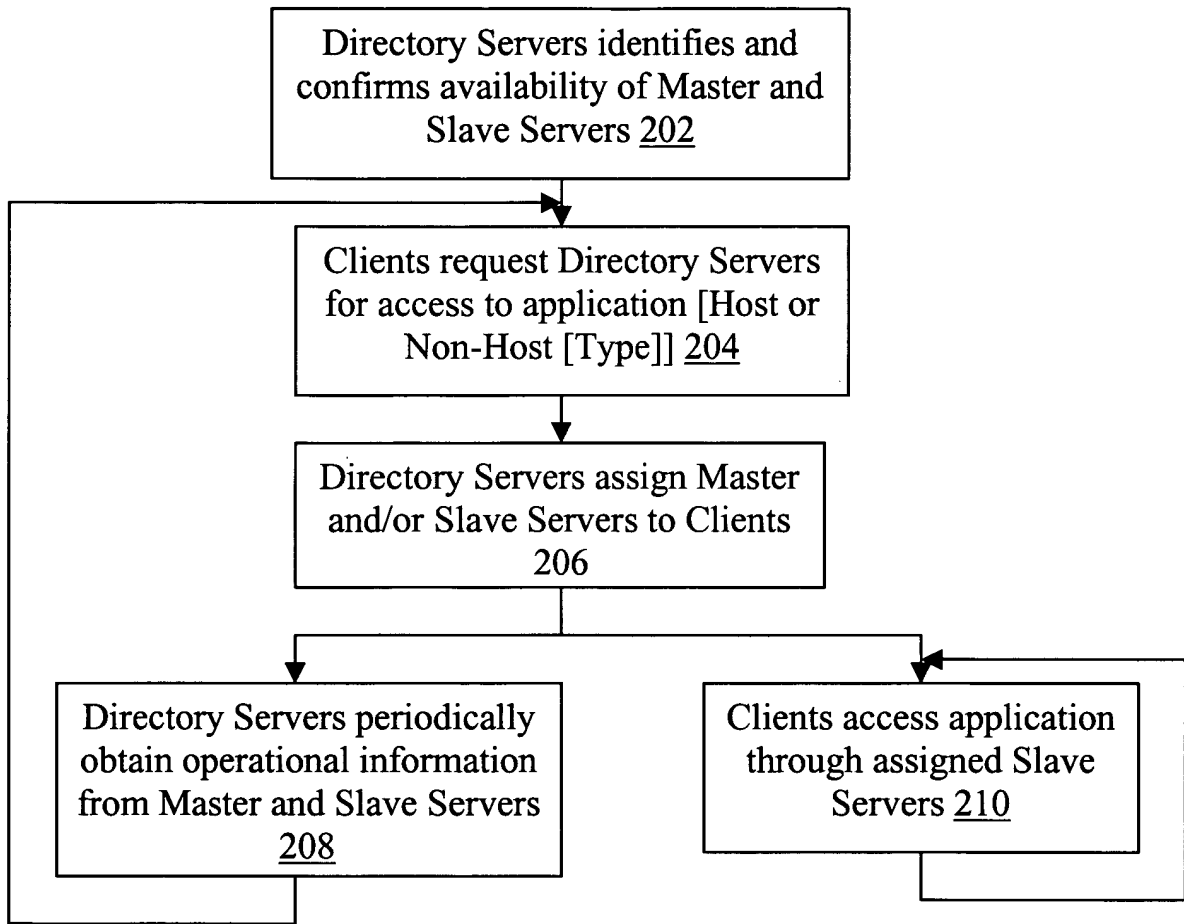 Directory Servers identifies and
confirms availability of Master and
Slave Servers 202
Clients request Directory Servers
for access to application [Host or
Non-Host [Type]] 204
Directory Servers assign Master
and/or Slave Servers to Clients
206
Directory Servers periodically
obtain operational information
from Master and Slave Servers
208
Clients access application
through assigned Slave
Servers 210